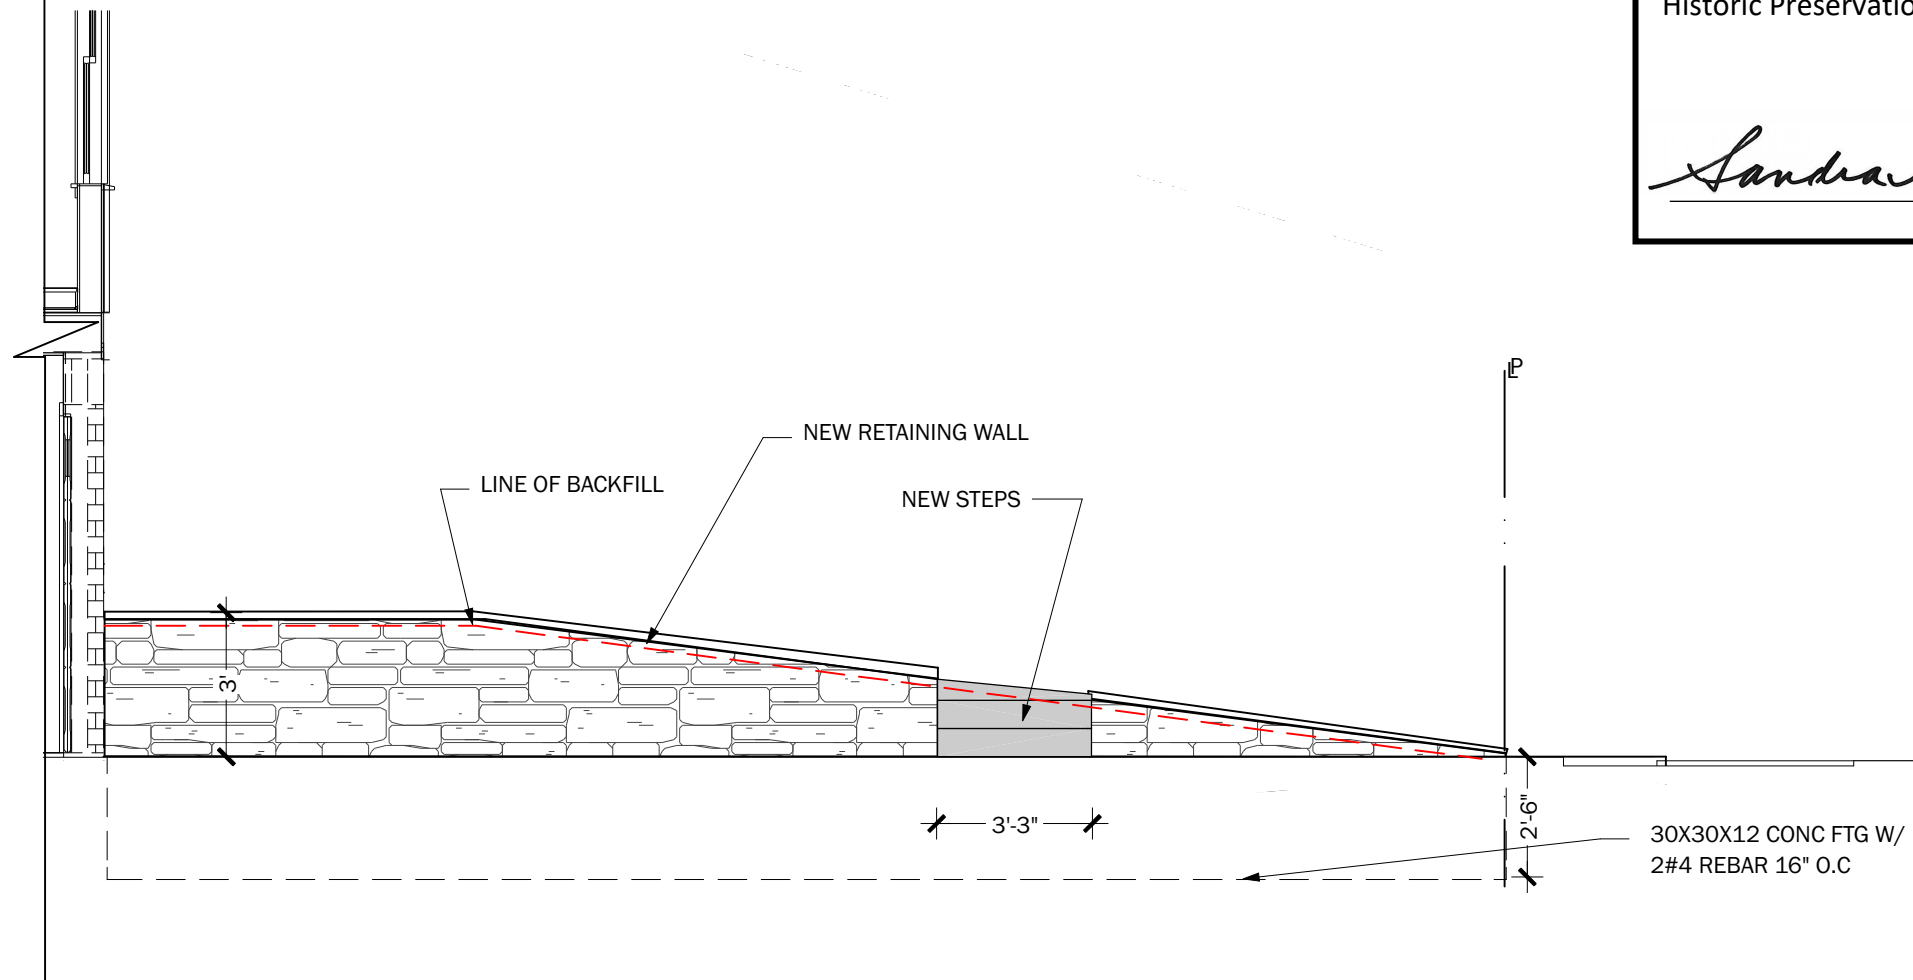 Historic Preservatio
Sandra
PL
NEW RETAINING WALL
LINE OF BACKFILL
NEW STEPS
3'
3'-3"
2'-6"
30X30X12 CONC FTG W/
2#4 REBAR 16" O.C